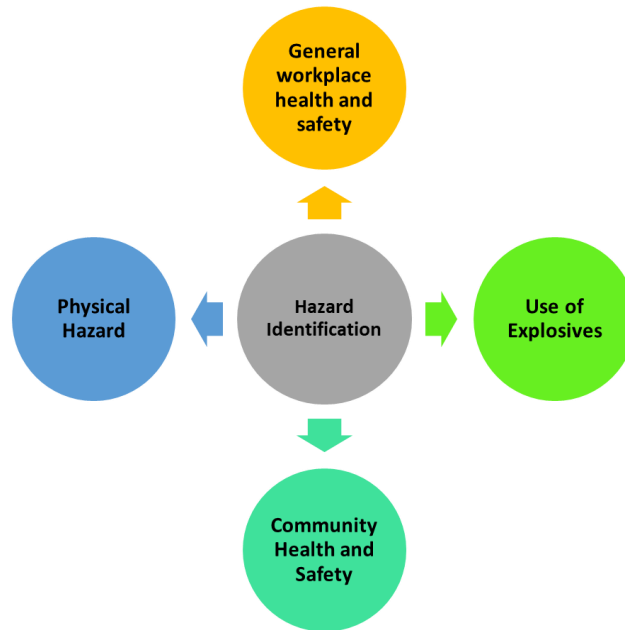 General
workplace
health and
safety
Physical
Hazard
Hazard
Identification
Use of
Explosives
Community
Health and
Safety